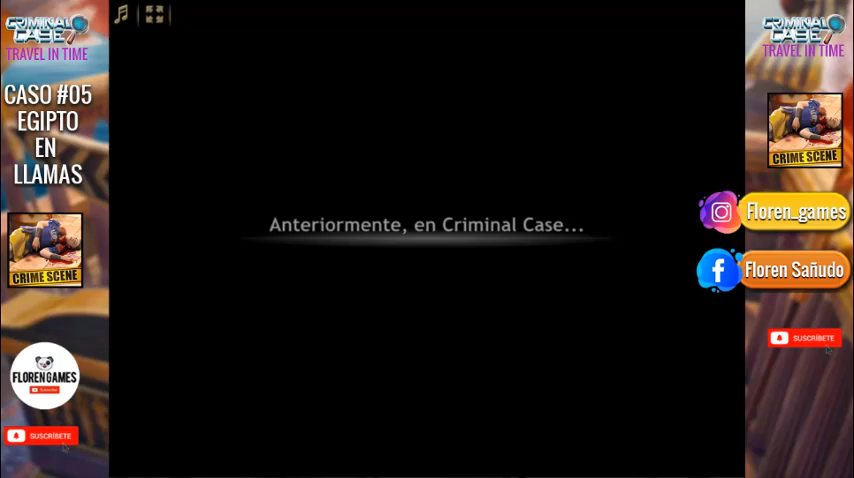 CRIMINAL
CASE
TRAVEL IN TIME
CASO #05
EGIPTO
EN
LLAMAS
CRIME SCENE
FLOREN GAMES
SUSCRÍBETE
Anteriormente, en Criminal Case...
CRIMINAL
CASE
TRAVEL IN TIME
CRIME SCENE
Floren_games
Floren Sañudo
SUSCRÍBETE